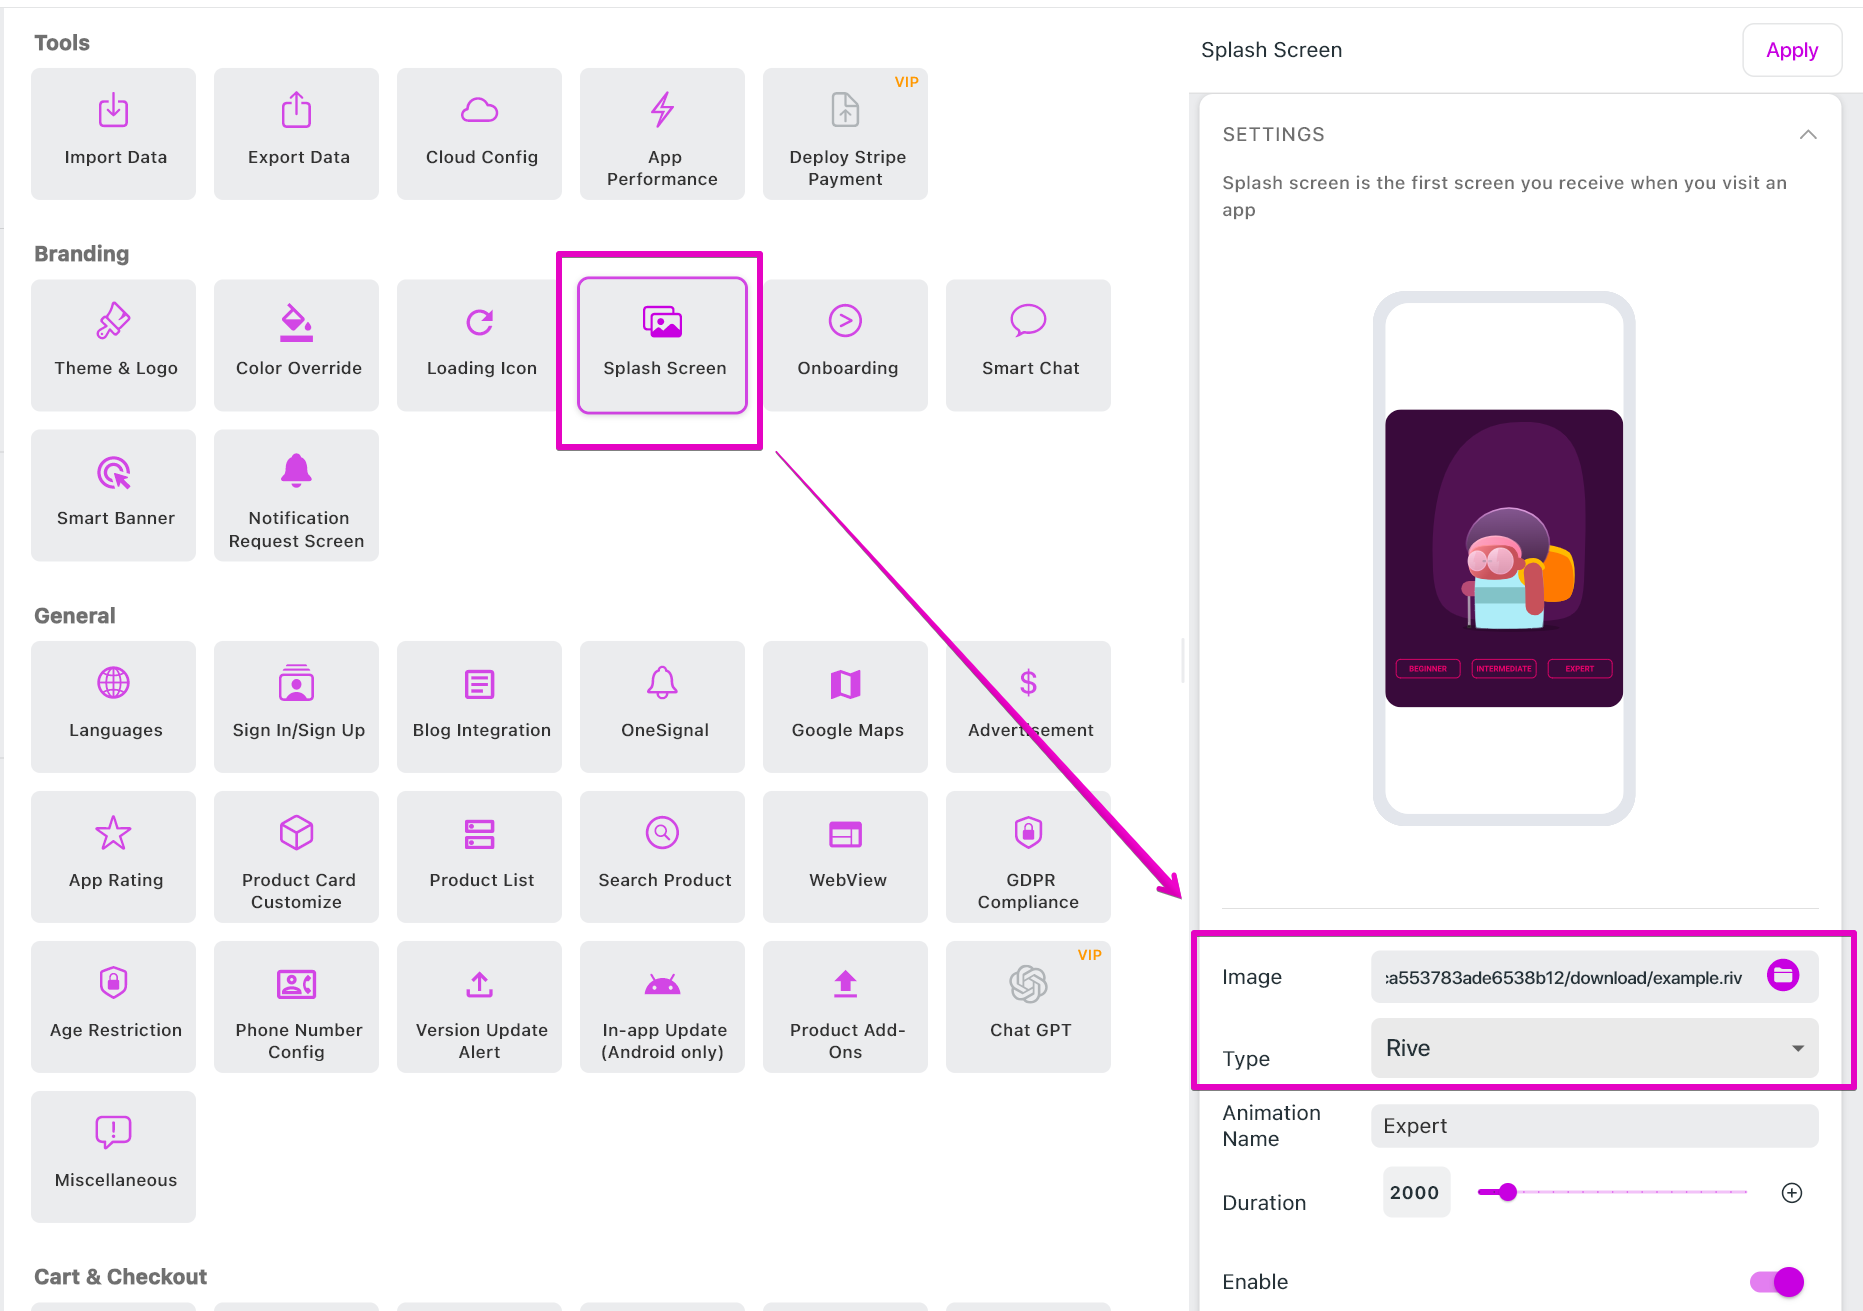 Tools
VIP
Import Data
Export Data
Cloud Config
App
Performance
Deploy Stripe
Payment
Branding
Theme & Logo
Color Override
Loading Icon
Splash Screen
Onboarding
Smart Chat
Smart Banner
Notification
Request Screen
General
Languages
Sign In/Sign Up
Blog Integration
OneSignal
Google Maps
$
Advertisement
App Rating
Product Card
Customize
Product List
Search Product
WebView
GDPR
Compliance
Age Restriction
Phone Number
Config
Version Update
Alert
In-app Update
(Android only)
Product Add-
Ons
VIP
Chat GPT
Miscellaneous
Cart & Checkout
Splash Screen
Apply
SETTINGS
Splash screen is the first screen you receive when you visit an
app
BEGINNER
INTERMEDIATE
EXPERT
Image
a553783ade6538b12/download/example.riv
Type
Rive
Animation
Name
Expert
Duration
2000
Enable